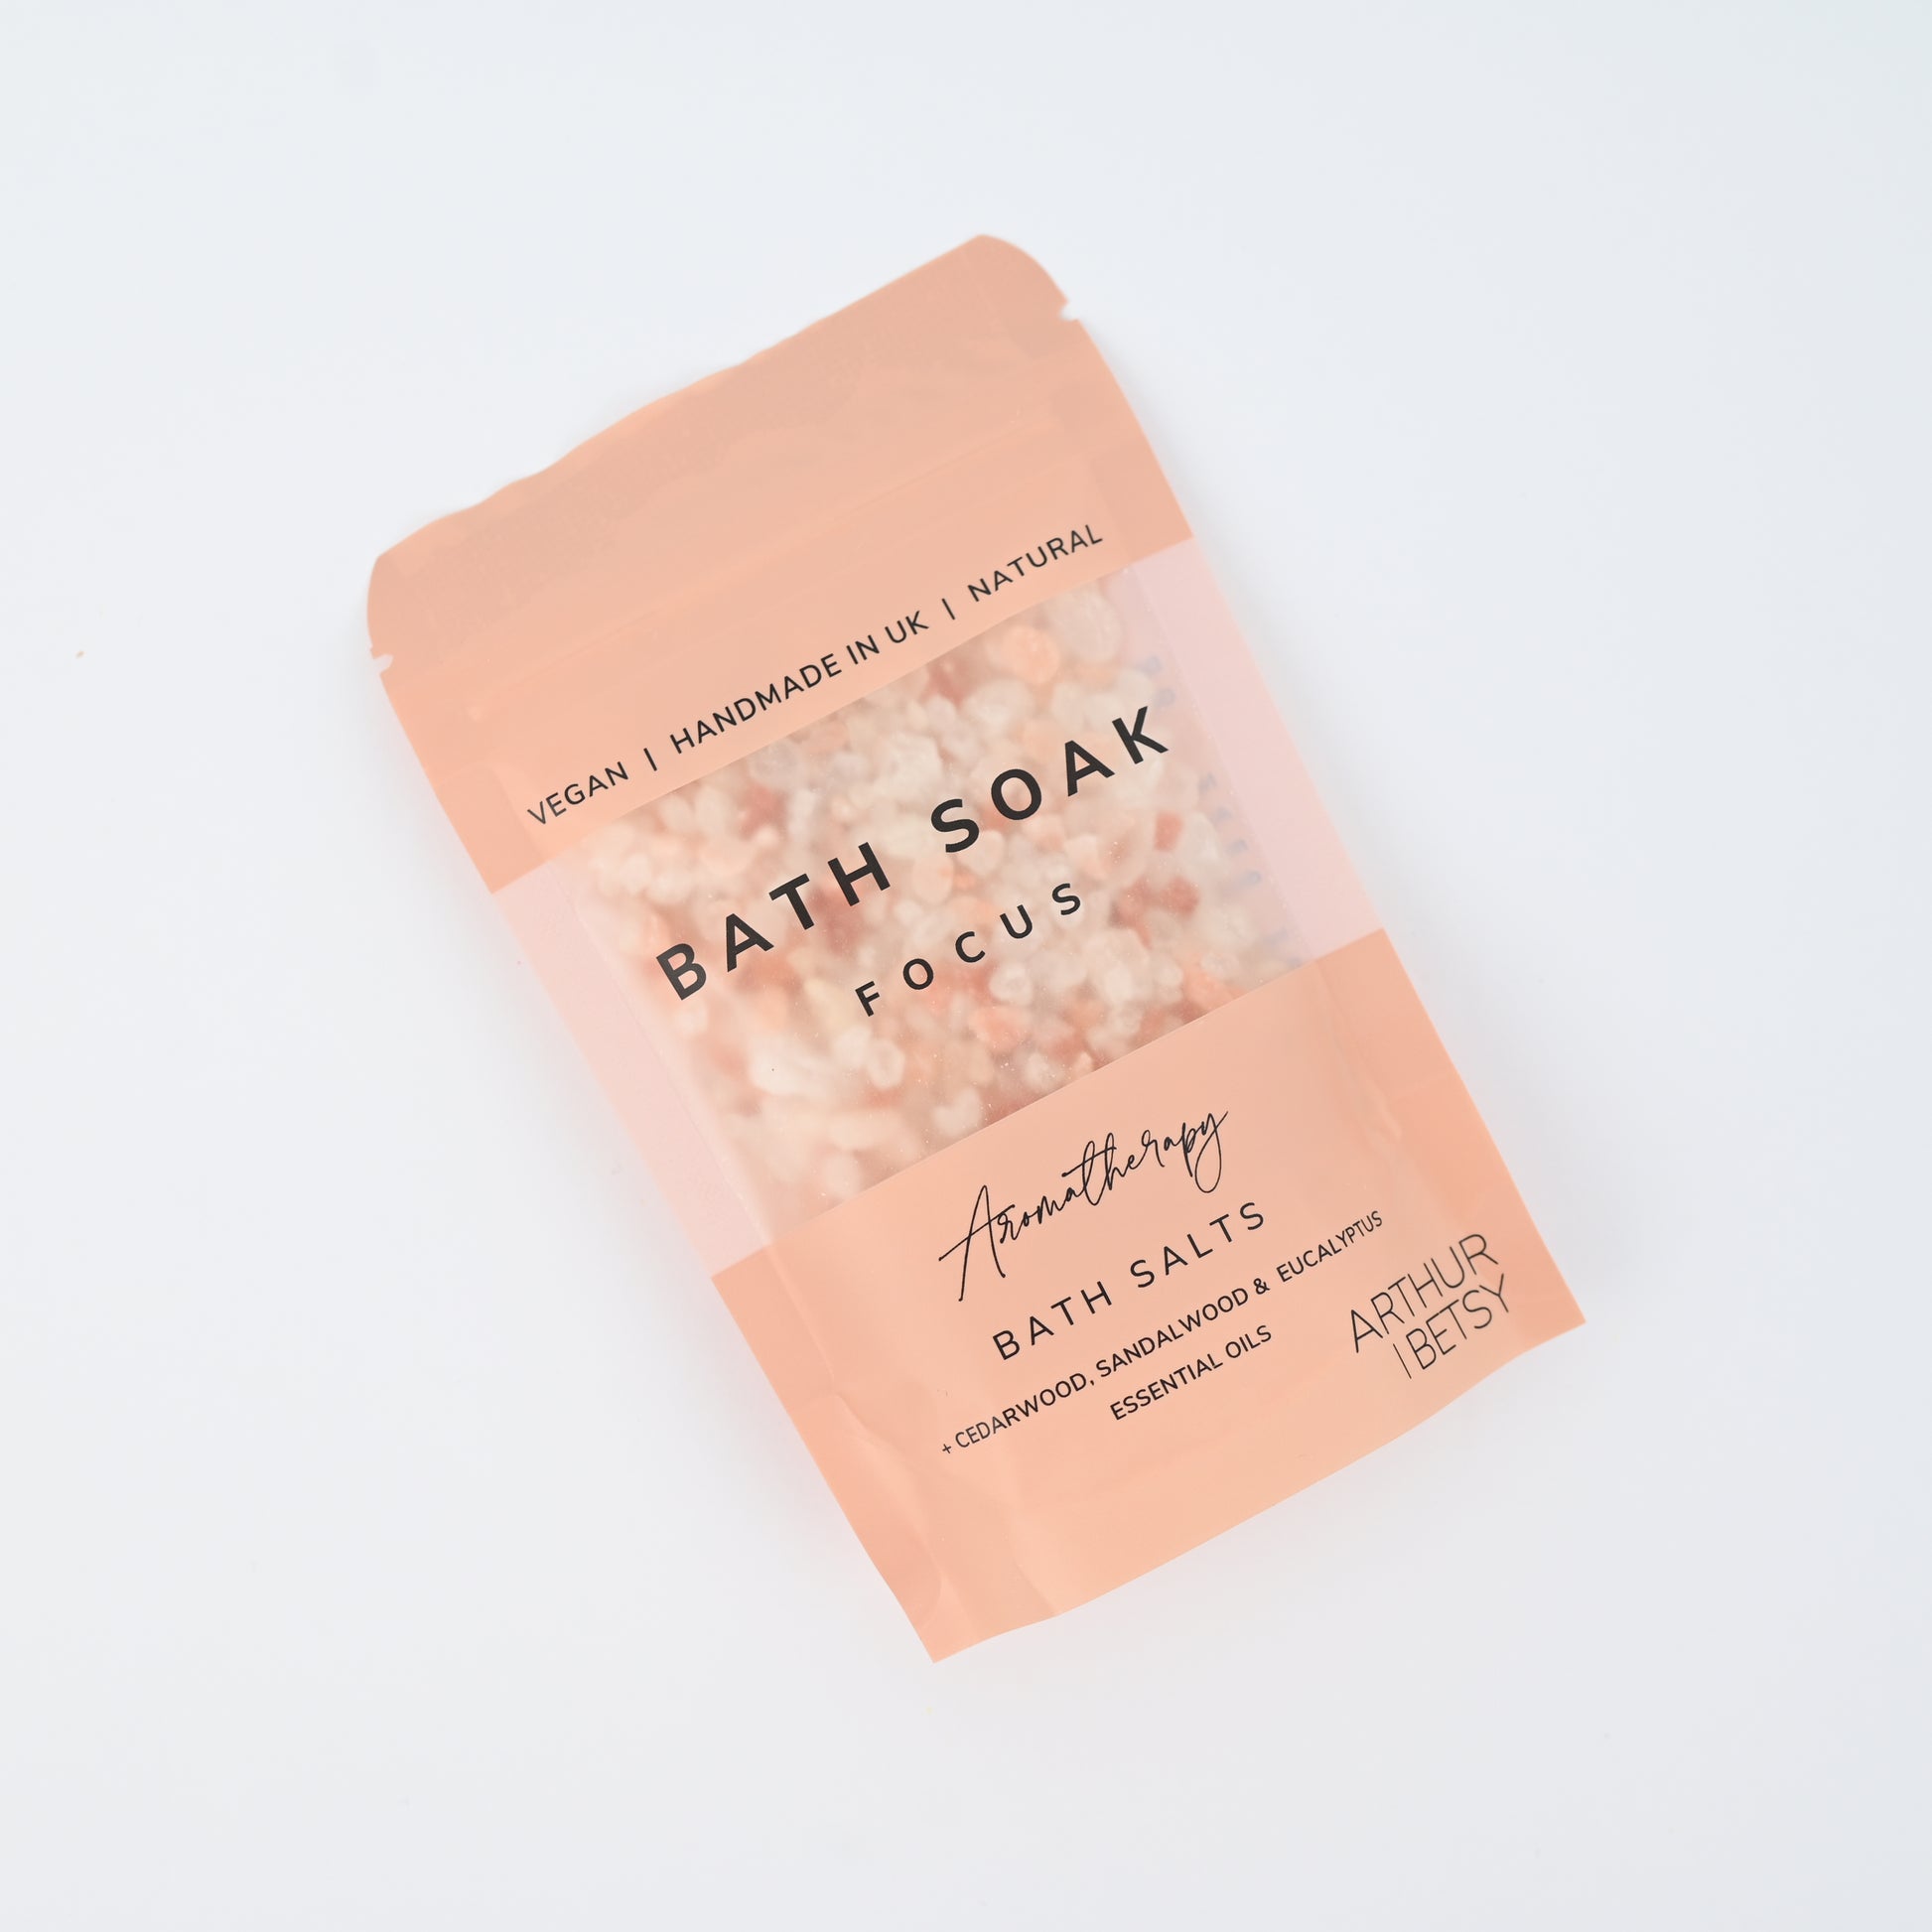 VEGAN | HANDMADE IN UK | NATURAL
BATH SOAK
FOCUS
Aromatherapy
BATH SALTS
+ CEDARWOOD, SANDALWOOD & EUCALYPTUS
ESSENTIAL OILS
ARTHUR
| BETSY